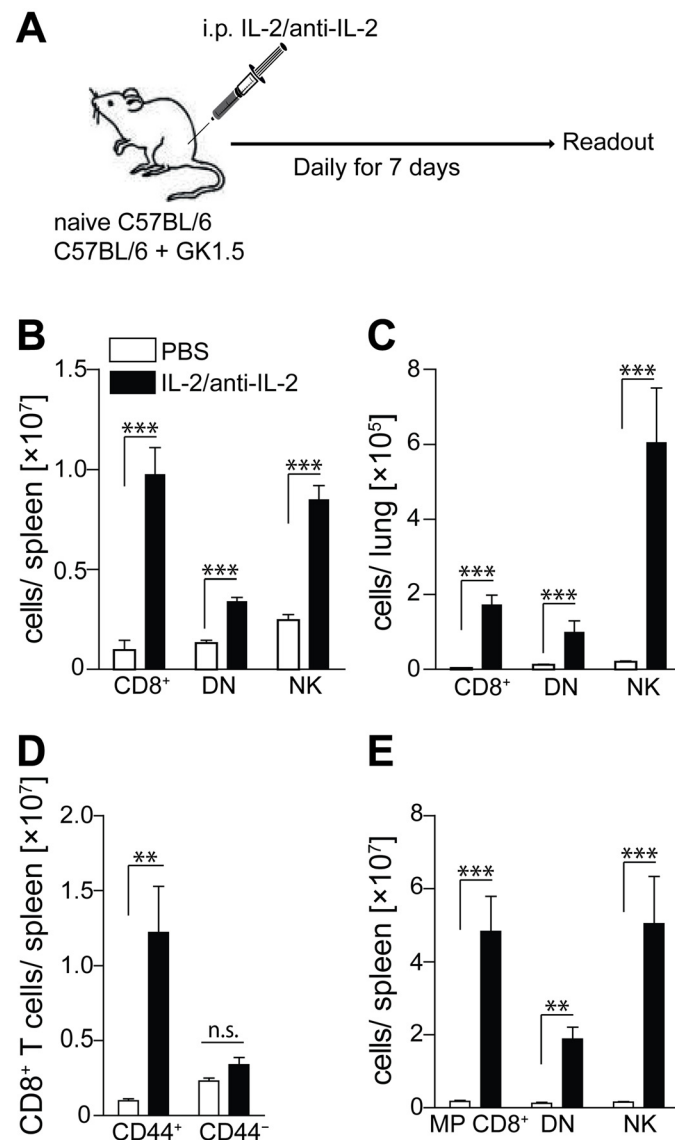 A
i.p. IL-2/anti-IL-2
Readout
Daily for 7 days
naive C57BL/6
C57BL/6 + GK1.5
B
PBS
IL-2/anti-IL-2
cells/ spleen [×10⁷]
1.5
1.0
0.5
0
***
***
***
CD8⁺ DN NK
C
cells/ lung [×10⁵]
8
6
4
2
0
***
***
***
CD8⁺ DN NK
D
CD8⁺ T cells/ spleen [×10⁷]
2.0
1.5
1.0
0.5
0
**
n.s.
CD44⁺ CD44⁻
E
cells/ spleen [×10⁷]
8
6
4
2
0
***
**
***
MP CD8⁺ DN NK